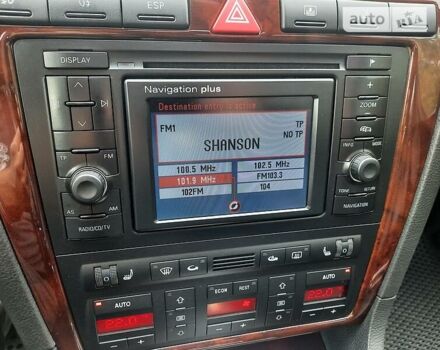 ESP
auto RIA
DISPLAY
Navigation plus
Destination entry is active
FM1 TP
NO TP
SHANSON
100.5 MHz 102.5 MHz
101.9 MHz FM103.3
102FM 104
TP FM
AS AM
RADIO/CD/TV
+
ZOOM
-
INFO MODE
TONE RETURN
NAVIGATION
AUTO ECON REST AUTO
22.0 22.0
- + - + - +